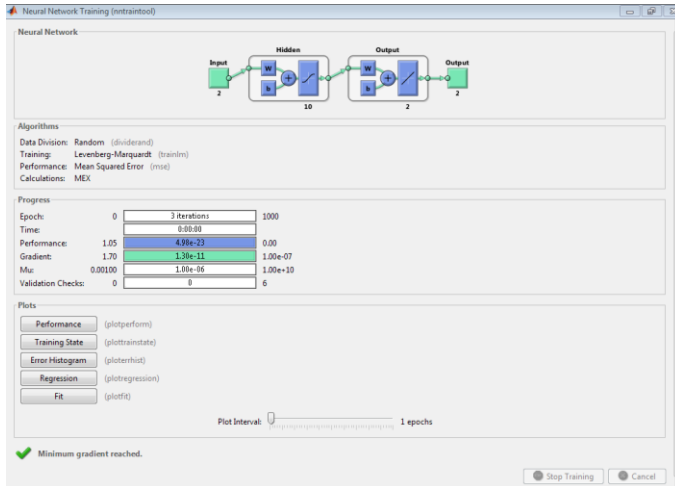 Neural Network Training (nntraintool)
Neural Network
Hidden Output
Input Output
W W
b b
2 2
10 2
Algorithms
Data Division: Random (dividerand)
Training: Levenberg-Marquardt (trainlm)
Performance: Mean Squared Error (mse)
Calculations: MEX
Progress
Epoch: 0 3 iterations 1000
Time: 0:00:00
Performance: 1.05 4.98e-23 0.00
Gradient: 1.70 1.30e-11 1.00e-07
Mu: 0.00100 1.00e-06 1.00e+10
Validation Checks: 0 0 6
Plots
Performance (plotperform)
Training State (plottrainstate)
Error Histogram (ploterrhist)
Regression (plotregression)
Fit (plotfit)
Plot Interval: 1 epochs
Minimum gradient reached.
Stop Training Cancel